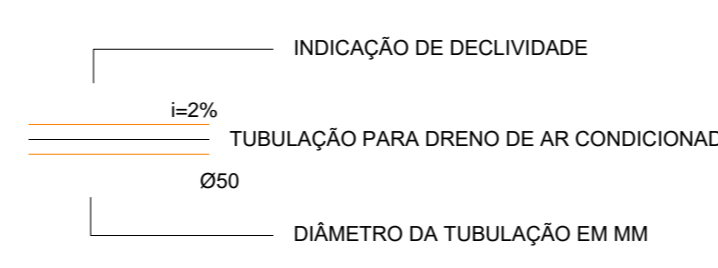 INDICAÇÃO DE DECLIVIDADE
i=2%
TUBULAÇÃO PARA DRENO DE AR CONDICIONAD
Ø50
DIÂMETRO DA TUBULAÇÃO EM MM